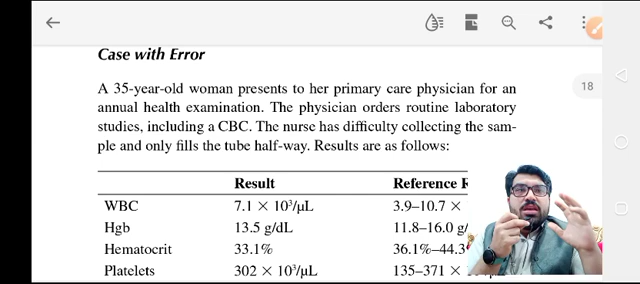 Case with Error
A 35-year-old woman presents to her primary care physician for an
annual health examination. The physician orders routine laboratory
studies, including a CBC. The nurse has difficulty collecting the sam-
ple and only fills the tube half-way. Results are as follows:
Result Reference R
WBC 7.1 × 10³/μL 3.9–10.7 ×
Hgb 13.5 g/dL 11.8–16.0 g/
Hematocrit 33.1% 36.1%–44.3
Platelets 302 × 10³/μL 135–371 ×
18